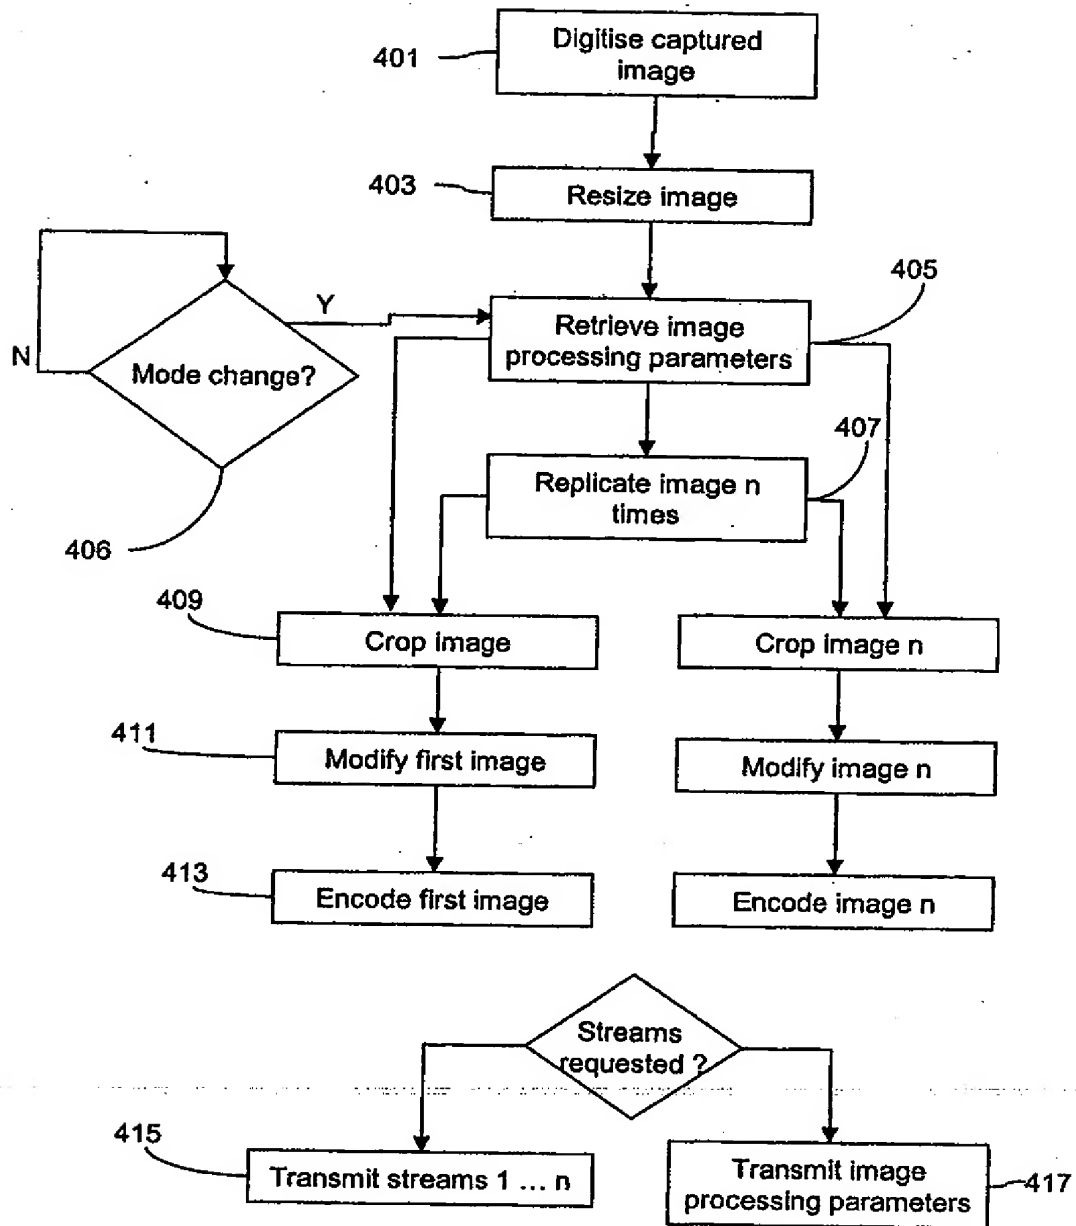 401
Digitise captured
image
403
Resize image
405
Y
Retrieve image
processing parameters
N
Mode change?
407
Replicate image n
times
406
409
Crop image
Crop image n
411
Modify first image
Modify image n
413
Encode first image
Encode image n
Streams
requested ?
415
Transmit streams 1 ... n
Transmit image
processing parameters
417